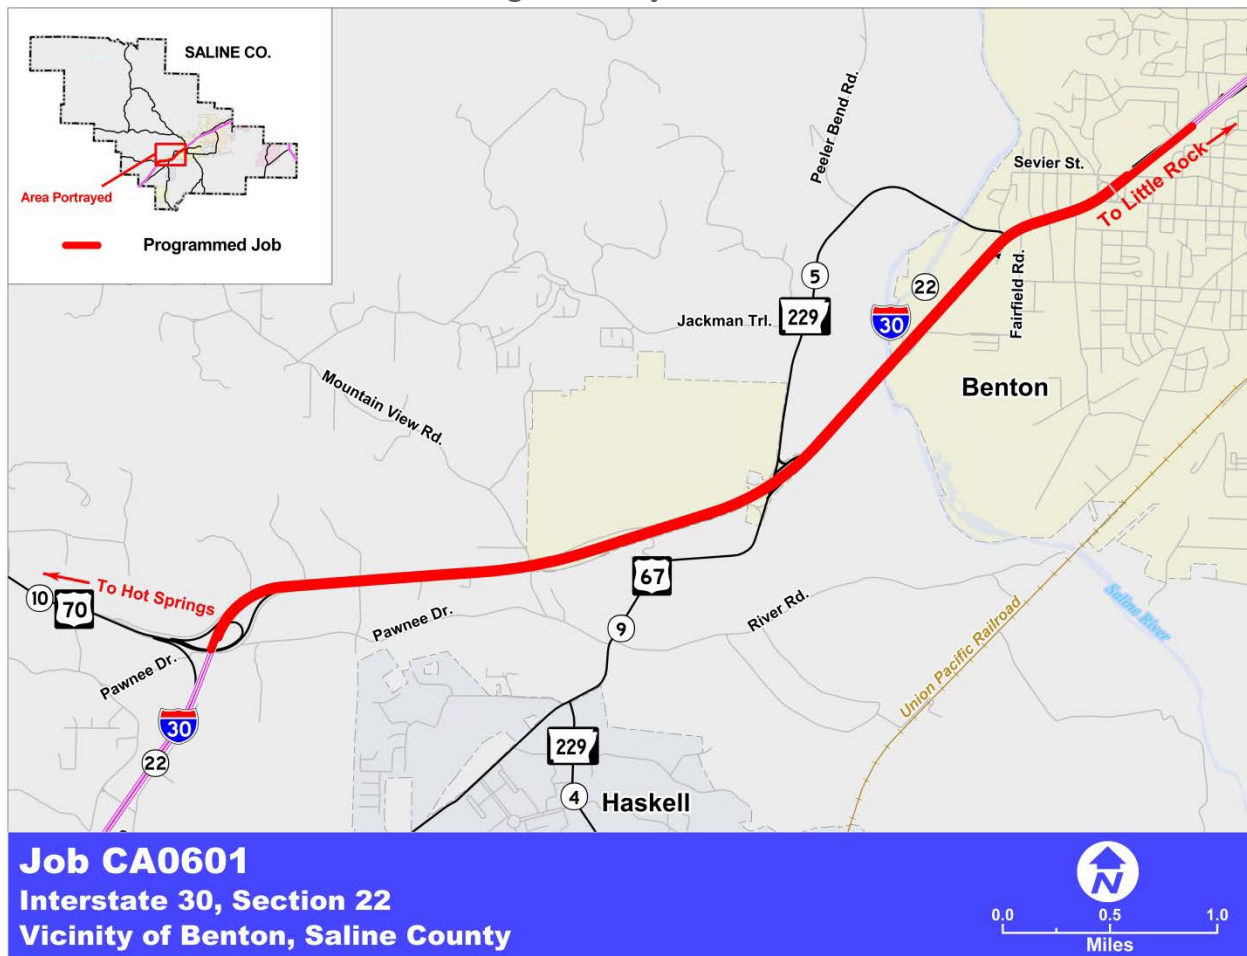 SALINE CO.
Area Portrayed
Programmed Job
Peeler Bend Rd.
Sevier St.
To Little Rock
5
22
Fairfield Rd.
Jackman Trl.
229
30
Benton
Mountain View Rd.
To Hot Springs
10
70
67
Pawnee Dr.
9
River Rd.
Saline River
Union Pacific Railroad
Pawnee Dr.
30
229
22
4
Haskell
Job CA0601
Interstate 30, Section 22
Vicinity of Benton, Saline County
N
0.0 0.5 1.0
Miles